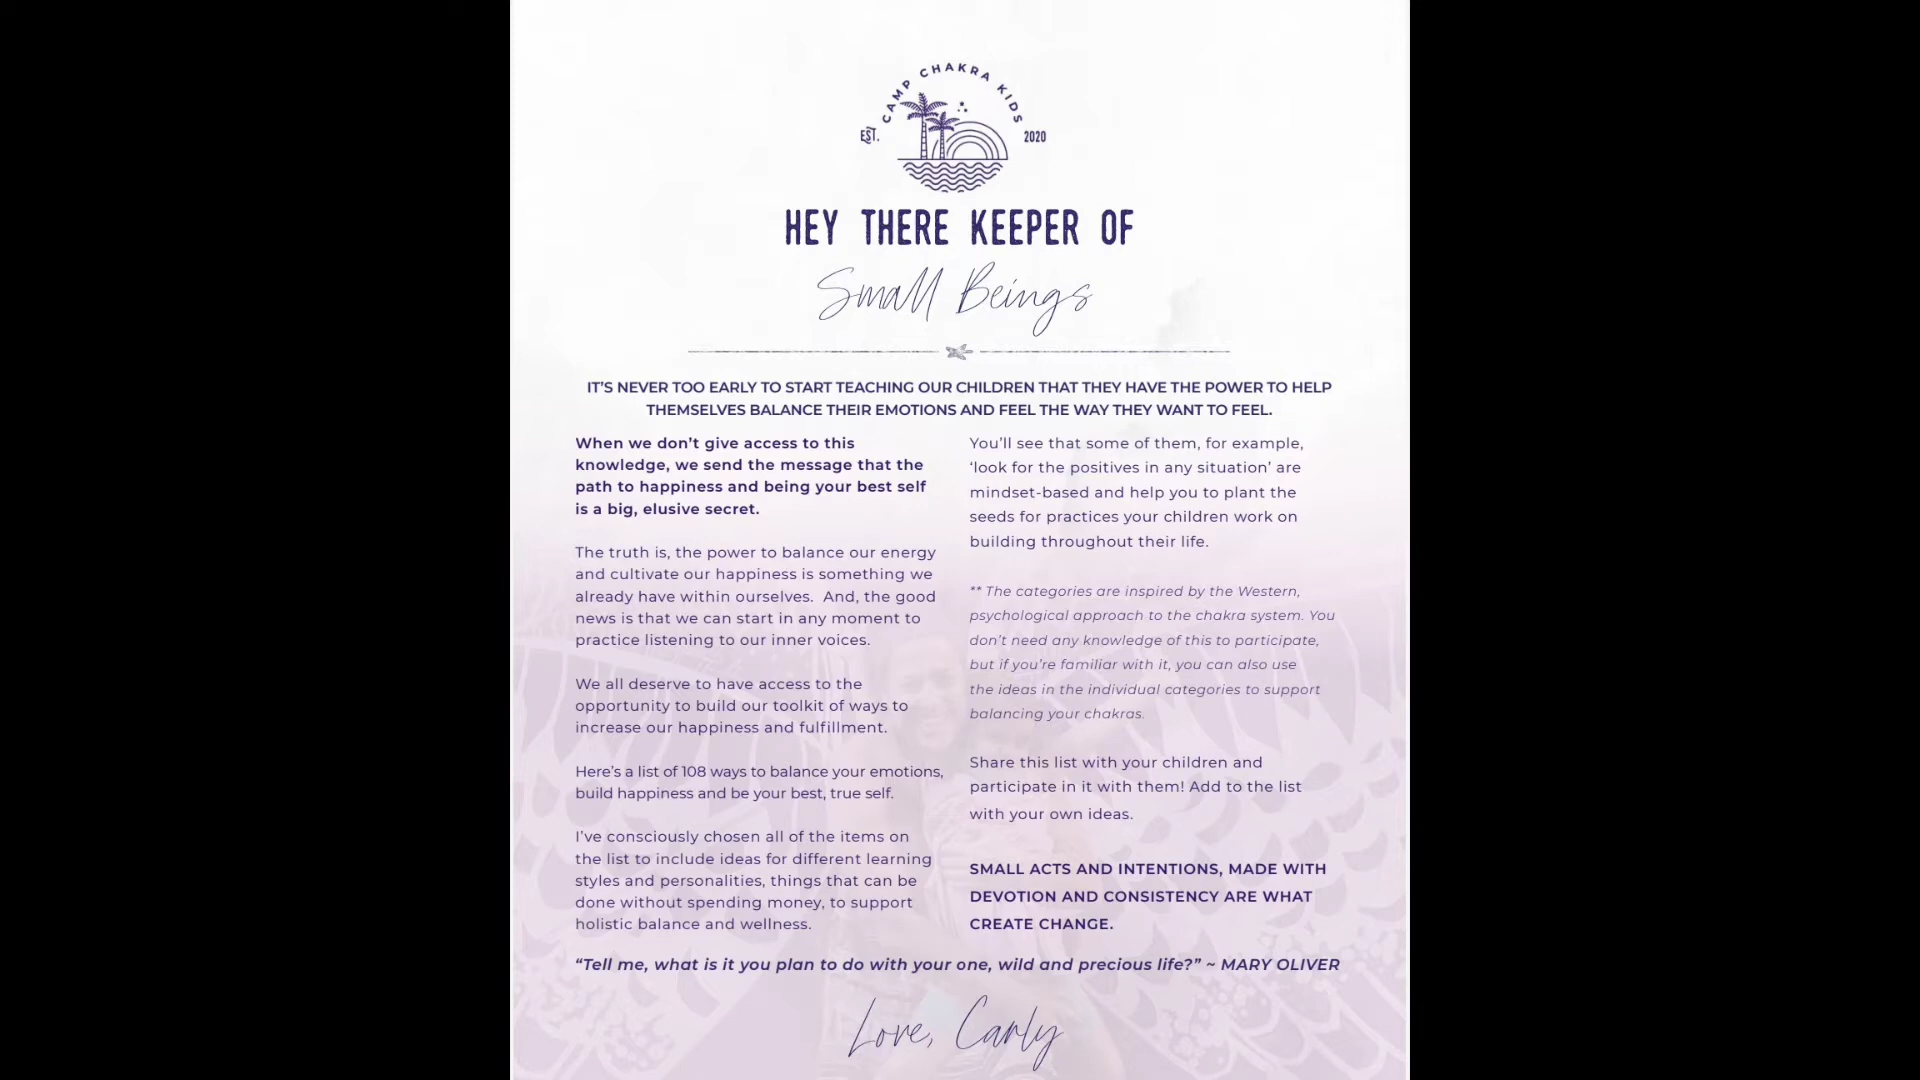 CAMP CHAKRA KIDS
EST.
2020
HEY THERE KEEPER OF
Small Beings
IT'S NEVER TOO EARLY TO START TEACHING OUR CHILDREN THAT THEY HAVE THE POWER TO HELP
THEMSELVES BALANCE THEIR EMOTIONS AND FEEL THE WAY THEY WANT TO FEEL.
When we don't give access to this
knowledge, we send the message that the
path to happiness and being your best self
is a big, elusive secret.
The truth is, the power to balance our energy
and cultivate our happiness is something we
already have within ourselves. And, the good
news is that we can start in any moment to
practice listening to our inner voices.
We all deserve to have access to the
opportunity to build our toolkit of ways to
increase our happiness and fulfillment.
Here's a list of 108 ways to balance your emotions,
build happiness and be your best, true self.
I've consciously chosen all of the items on
the list to include ideas for different learning
styles and personalities, things that can be
done without spending money, to support
holistic balance and wellness.
You'll see that some of them, for example,
‘look for the positives in any situation’ are
mindset-based and help you to plant the
seeds for practices your children work on
building throughout their life.
** The categories are inspired by the Western,
psychological approach to the chakra system. You
don't need any knowledge of this to participate,
but if you're familiar with it, you can also use
the ideas in the individual categories to support
balancing your chakras.
Share this list with your children and
participate in it with them! Add to the list
with your own ideas.
SMALL ACTS AND INTENTIONS, MADE WITH
DEVOTION AND CONSISTENCY ARE WHAT
CREATE CHANGE.
“Tell me, what is it you plan to do with your one, wild and precious life?” ~ MARY OLIVER
Love, Carly